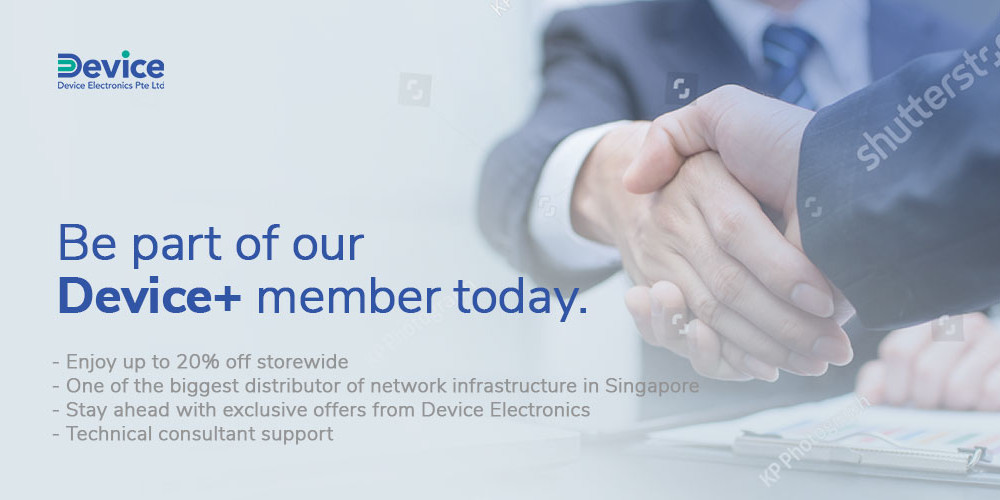 Device
Device Electronics Pte Ltd
Be part of our
Device+ member today.
- Enjoy up to 20% off storewide
- One of the biggest distributor of network infrastructure in Singapore
- Stay ahead with exclusive offers from Device Electronics
- Technical consultant support
shutterst
KP Photograph